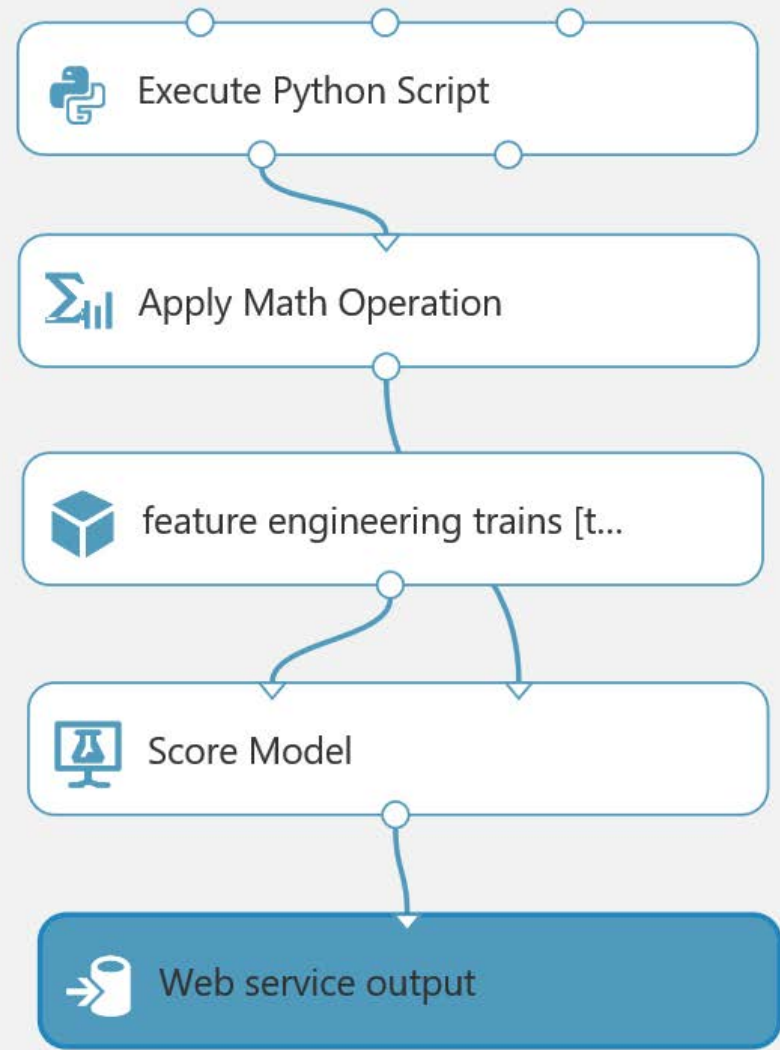 Execute Python Script
Apply Math Operation
feature engineering trains [t...
Score Model
Web service output